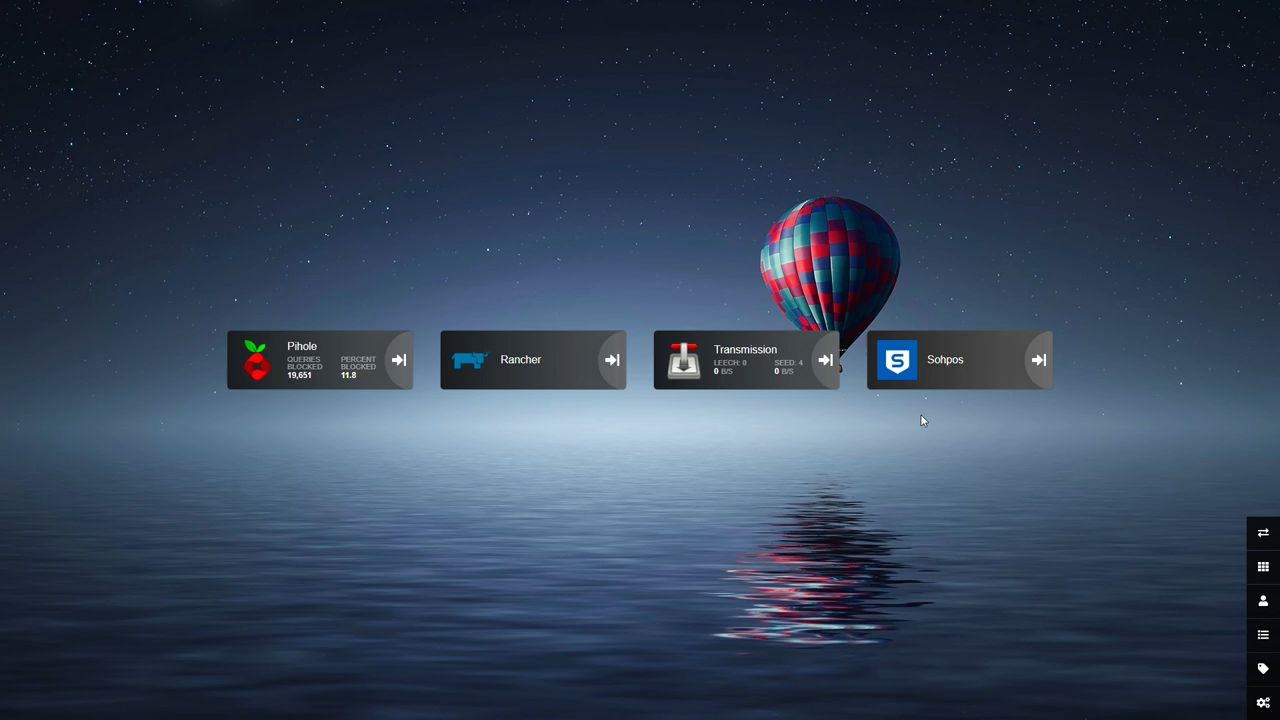 Pihole
QUERIES BLOCKED
19,651
PERCENT BLOCKED
11.8
Rancher
Transmission
LEECH: 0
0 B/S
SEED: 4
0 B/S
Sohpos